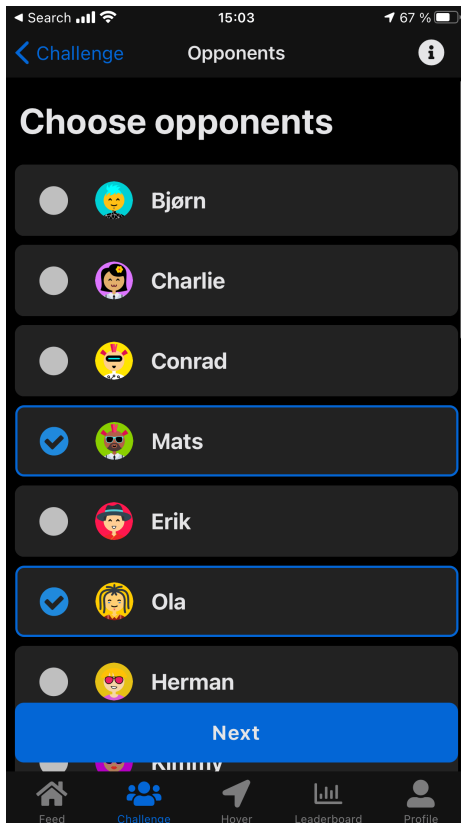 Search 15:03 67 %
Challenge Opponents
Choose opponents
Bjørn
Charlie
Conrad
Mats
Erik
Ola
Herman
Next
Kimmy
Feed Challenge Hover Leaderboard Profile